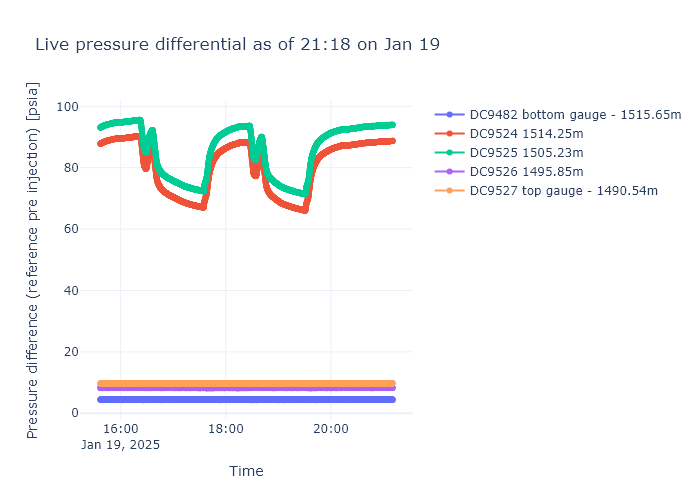 Live pressure differential as of 21:18 on Jan 19
Pressure difference (reference pre injection) [psia]
100
80
60
40
20
0
16:00
Jan 19, 2025
18:00
20:00
Time
DC9482 bottom gauge - 1515.65m
DC9524 1514.25m
DC9525 1505.23m
DC9526 1495.85m
DC9527 top gauge - 1490.54m